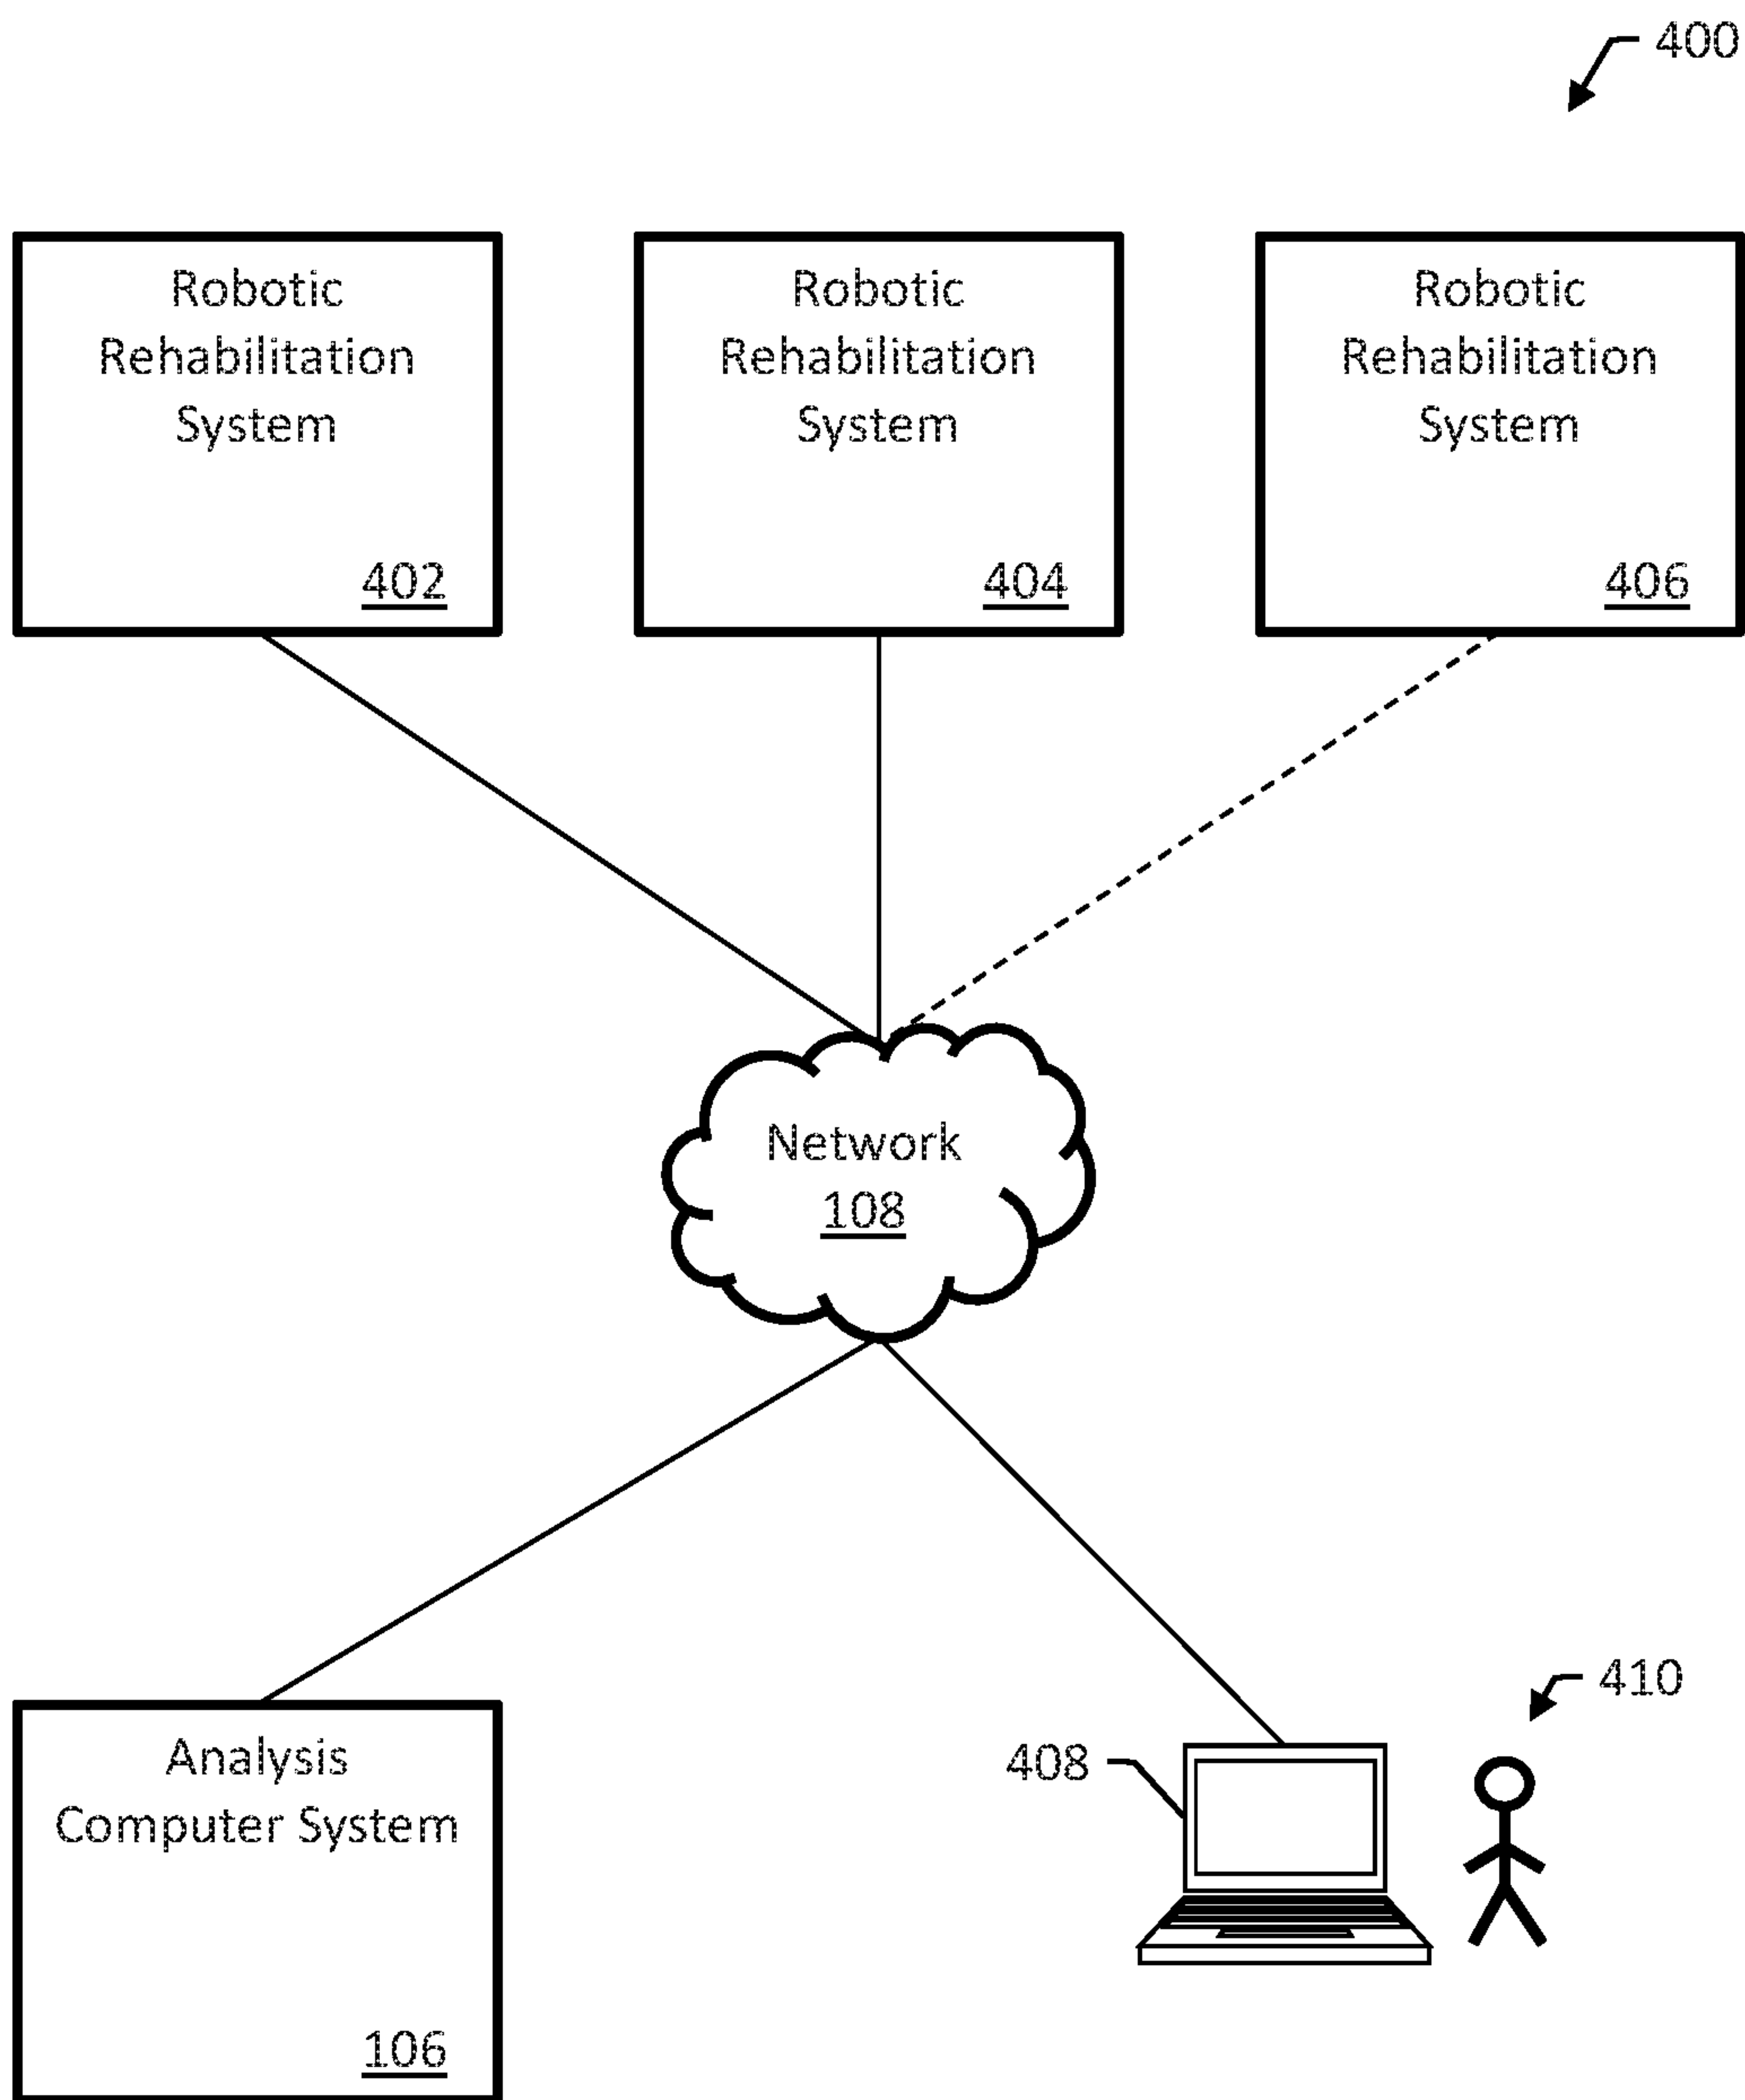 400
Robotic
Rehabilitation
System
402
Robotic
Rehabilitation
System
404
Robotic
Rehabilitation
System
406
Network
108
Analysis
Computer System
106
408
410